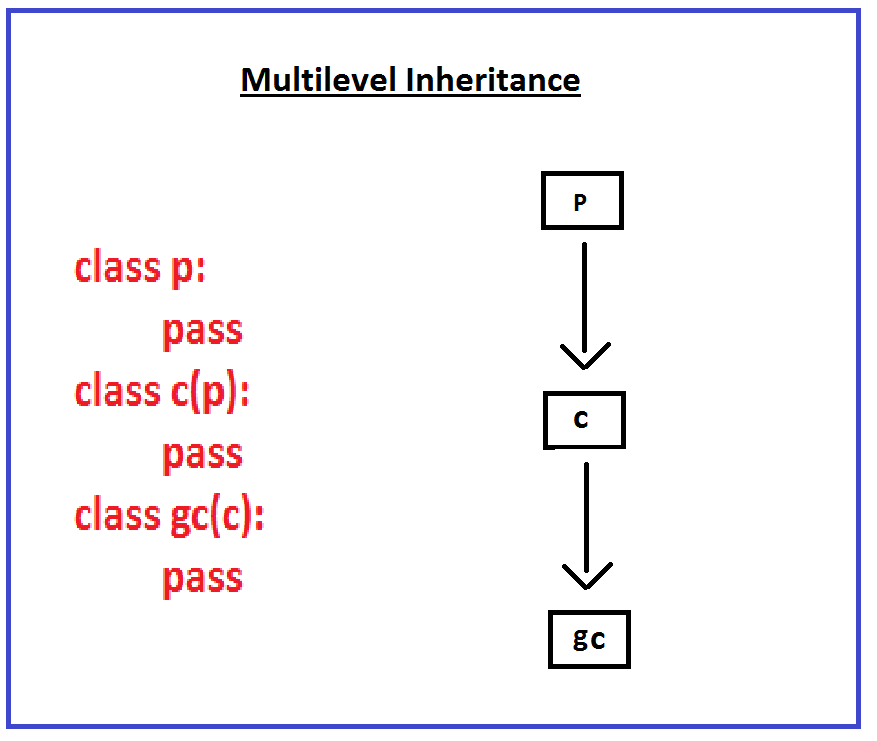 Multilevel Inheritance
P
class p:
pass
class c(p):
c
pass
class gc(c):
pass
gc